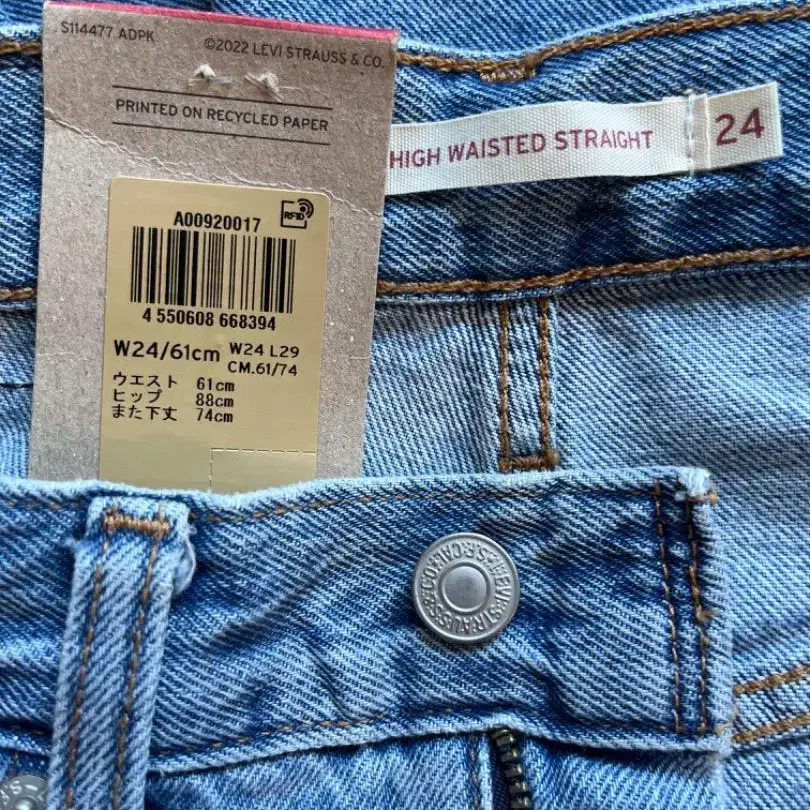 S114477 ADPK
©2022 LEVI STRAUSS & CO.
PRINTED ON RECYCLED PAPER
HIGH WAISTED STRAIGHT
24
A00920017
RFID
4 550608 668394
W24/61cm
W24 L29
CM.61/74
ウエスト 61cm
ヒップ 88cm
また下丈 74cm
LEVI STRAUSS & CO. S.F. CAL